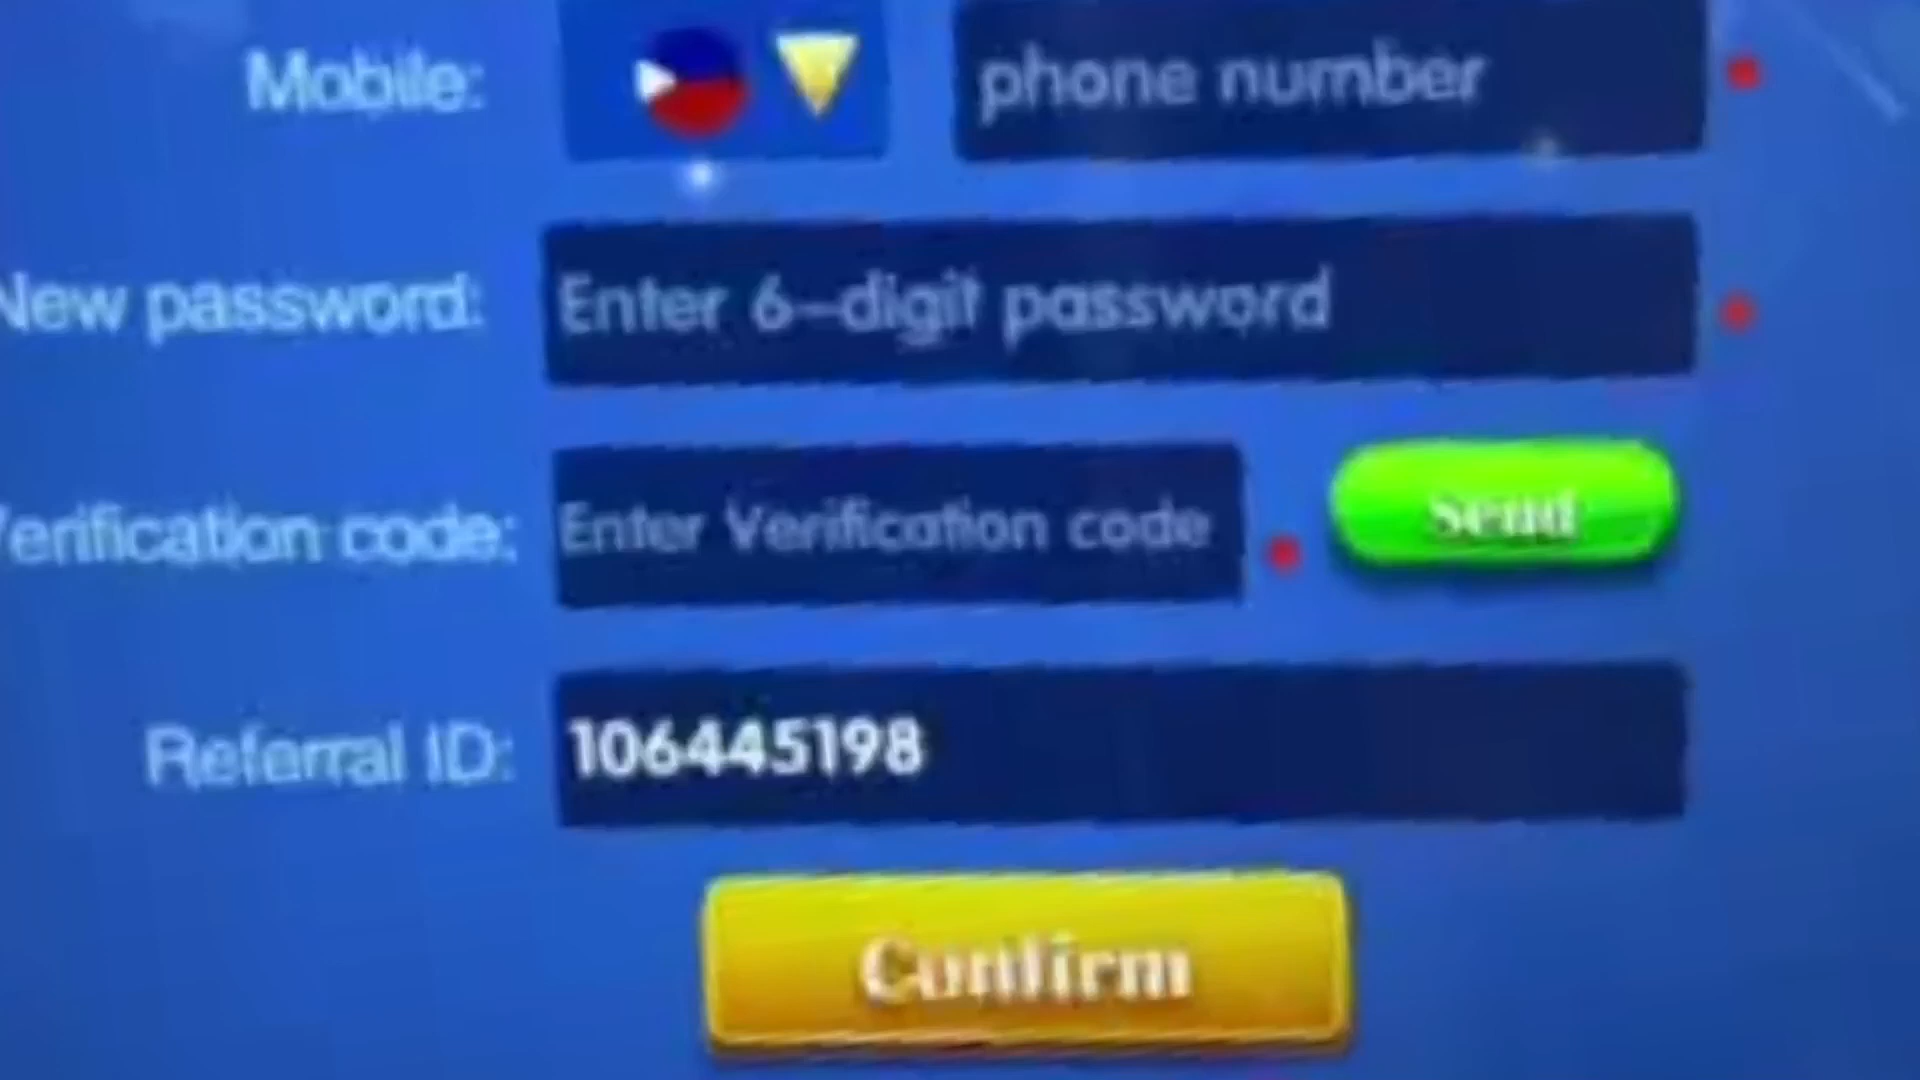 Mobile: phone number
New password: Enter 6-digit password
Verification code: Enter Verification code Send
Referral ID: 106445198
Confirm